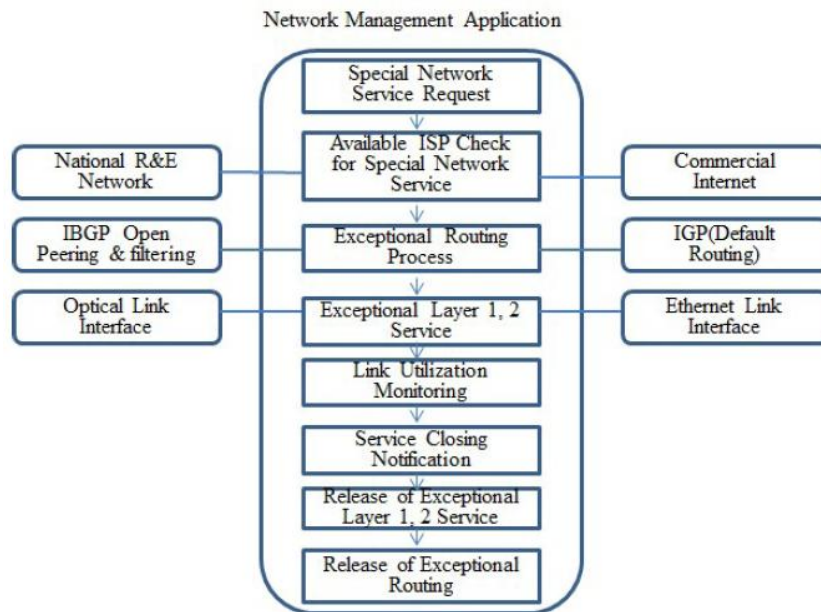 Network Management Application
Special Network
Service Request
Available ISP Check
for Special Network
Service
National R&E
Network
Commercial
Internet
IBGP Open
Peering & filtering
Exceptional Routing
Process
IGP(Default
Routing)
Optical Link
Interface
Exceptional Layer 1, 2
Service
Ethernet Link
Interface
Link Utilization
Monitoring
Service Closing
Notification
Release of Exceptional
Layer 1, 2 Service
Release of Exceptional
Routing